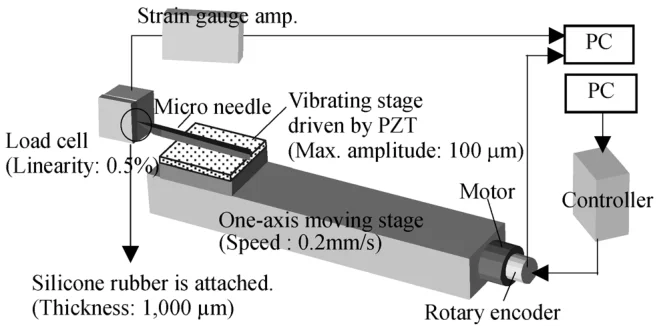 Strain gauge amp.
PC
PC
Micro needle
Vibrating stage
driven by PZT
(Max. amplitude: 100 μm)
Load cell
(Linearity: 0.5%)
Motor
Controller
One-axis moving stage
(Speed : 0.2mm/s)
Silicone rubber is attached.
(Thickness: 1,000 μm)
Rotary encoder